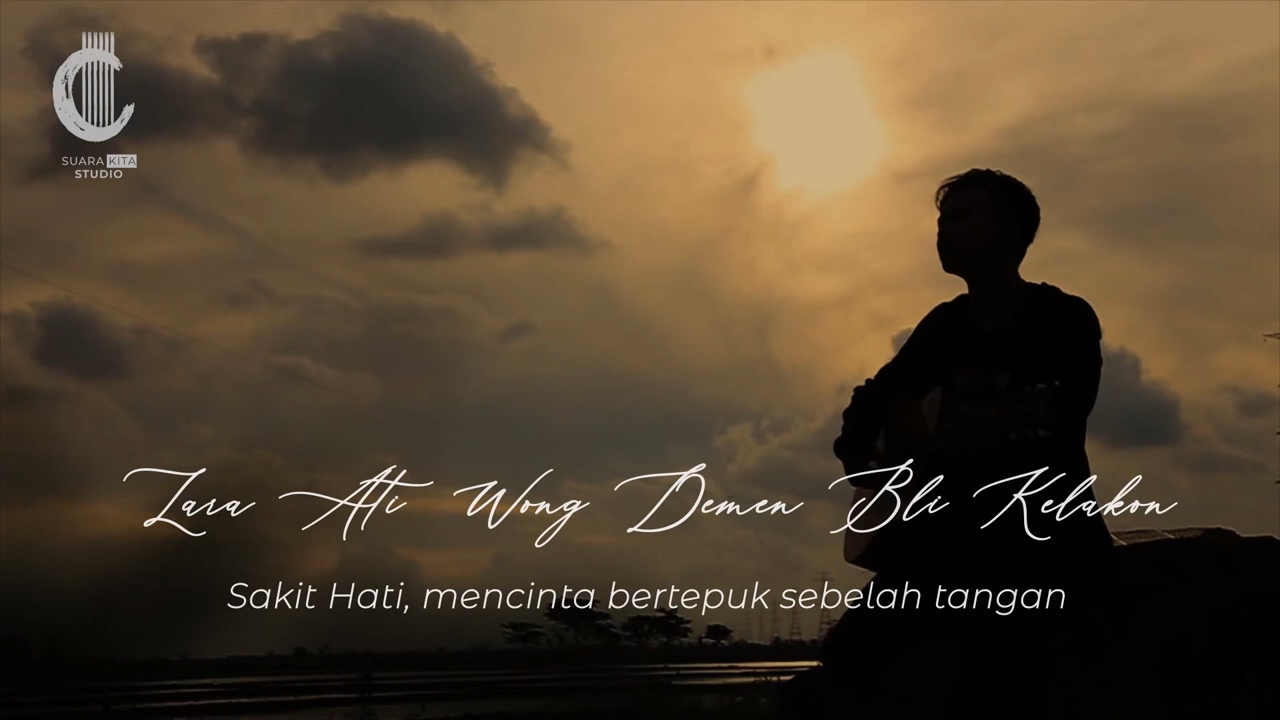 SUARA KITA
STUDIO
Lara Ati Wong Demen Bli Kelakon
Sakit Hati, mencinta bertepuk sebelah tangan